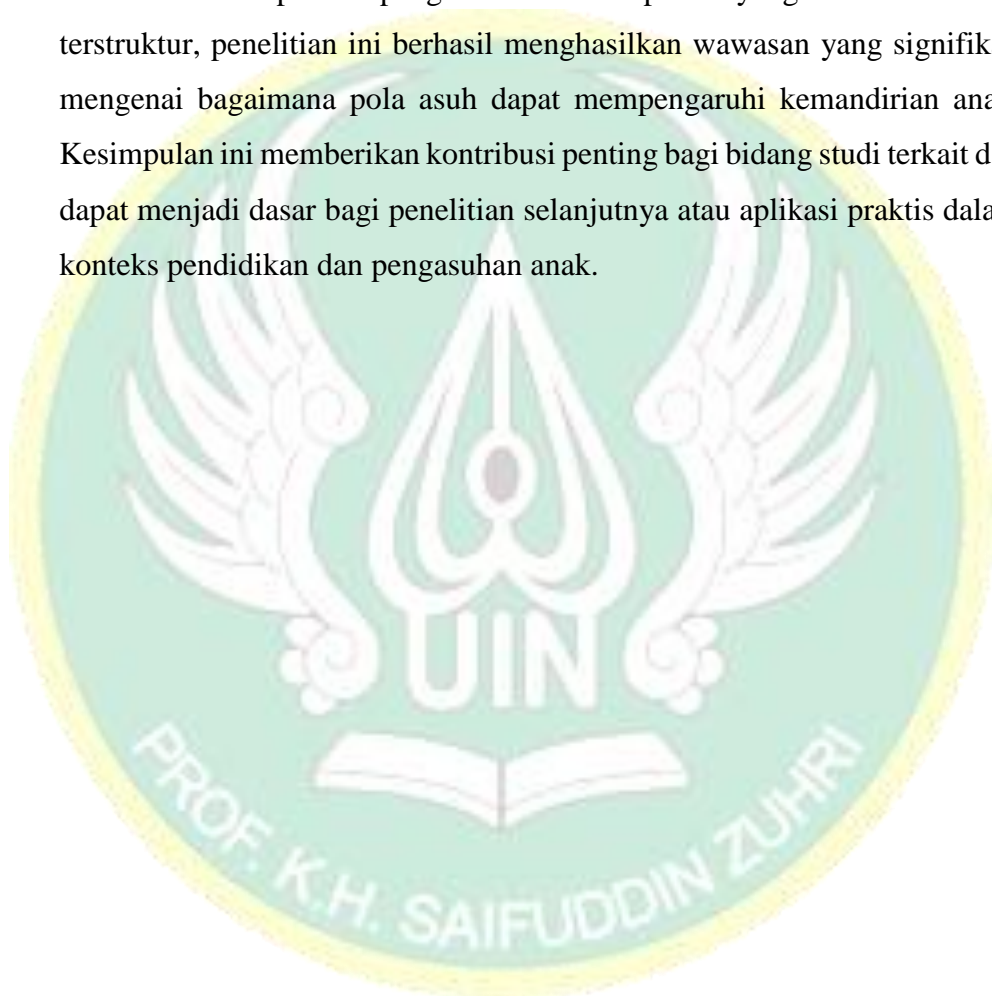 terstruktur, penelitian ini berhasil menghasilkan wawasan yang signifik
mengenai bagaimana pola asuh dapat mempengaruhi kemandirian ana
Kesimpulan ini memberikan kontribusi penting bagi bidang studi terkait d
dapat menjadi dasar bagi penelitian selanjutnya atau aplikasi praktis dala
konteks pendidikan dan pengasuhan anak.
UIN
PROF. K.H. SAIFUDDIN ZUHRI